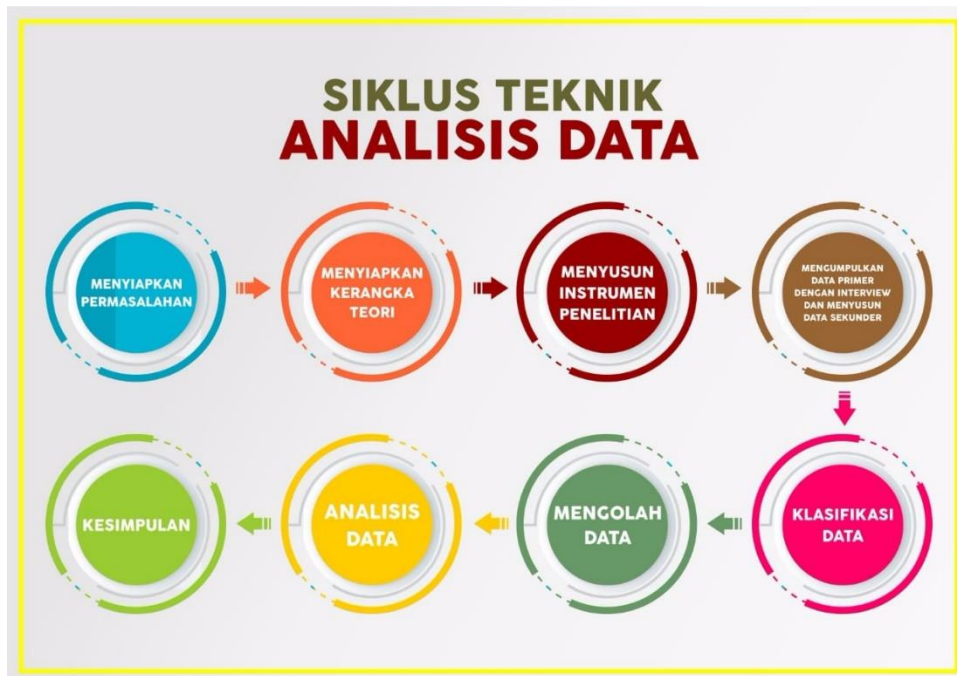 SIKLUS TEKNIK
ANALISIS DATA
MENYIAPKAN
PERMASALAHAN
MENYIAPKAN
KERANGKA
TEORI
MENYUSUN
INSTRUMEN
PENELITIAN
MENGUMPULKAN
DATA PRIMER
DENGAN INTERVIEW
DAN MENYUSUN
DATA SEKUNDER
KLASIFIKASI
DATA
MENGOLAH
DATA
ANALISIS
DATA
KESIMPULAN